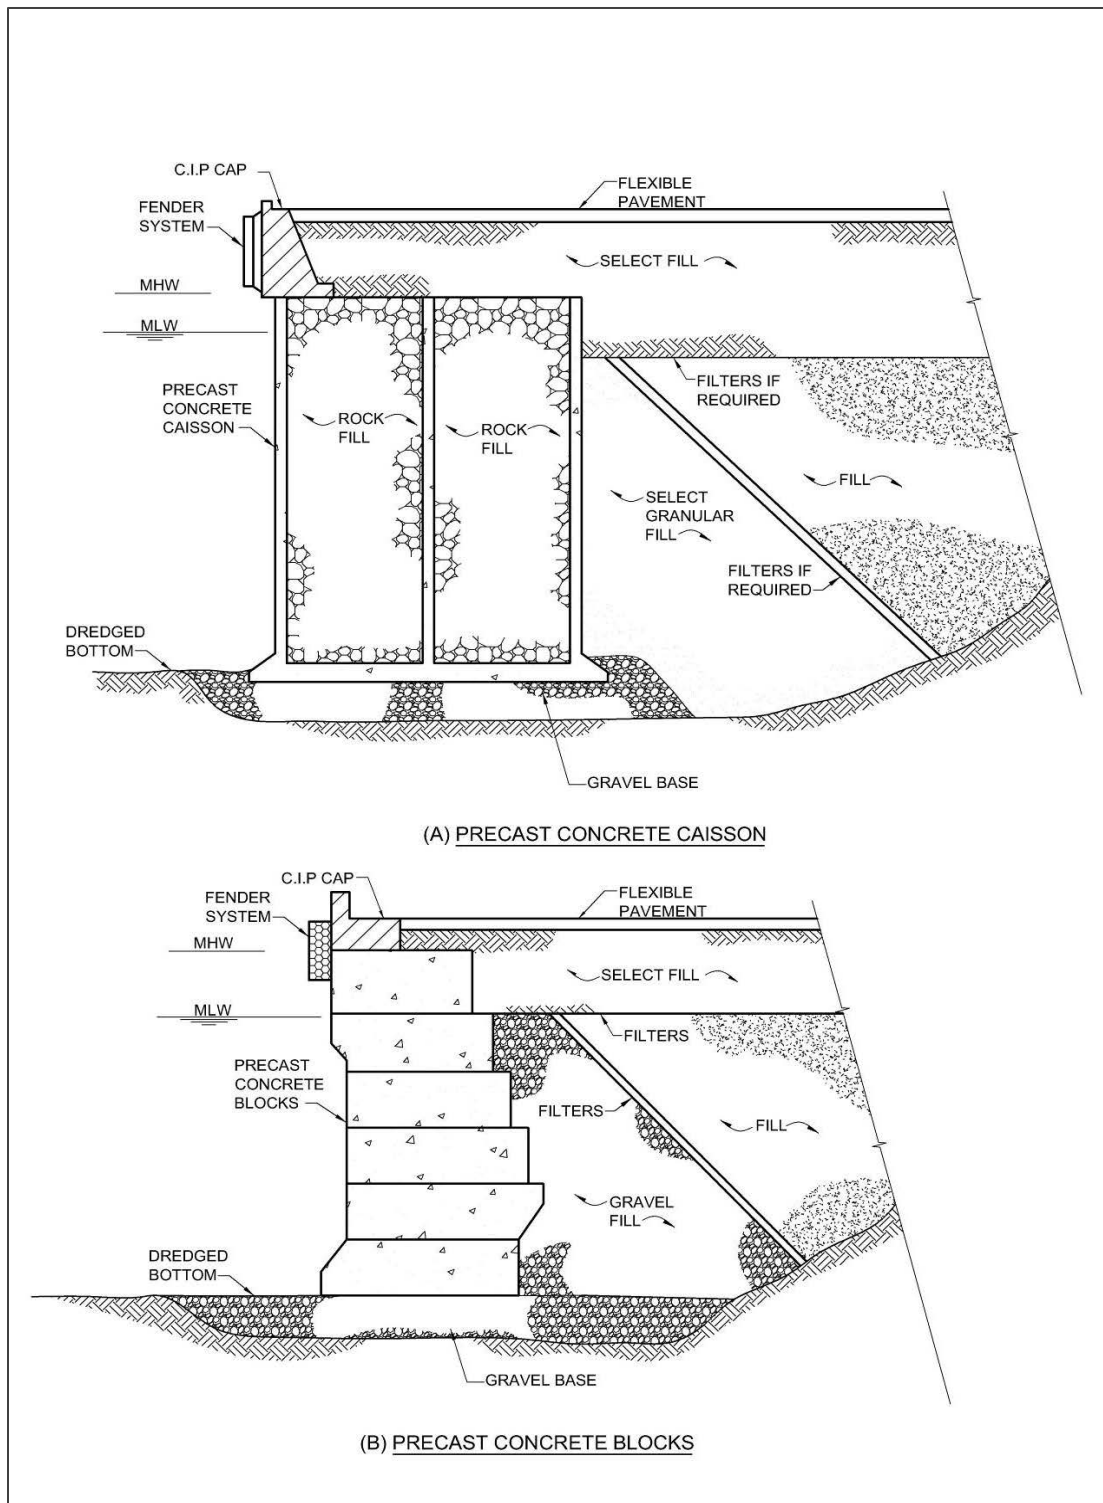 C.I.P CAP
FLEXIBLE
PAVEMENT
FENDER
SYSTEM
SELECT FILL
MHW
MLW
FILTERS IF
REQUIRED
PRECAST
CONCRETE
CAISSON
ROCK
FILL
ROCK
FILL
FILL
SELECT
GRANULAR
FILL
FILTERS IF
REQUIRED
DREDGED
BOTTOM
GRAVEL BASE
(A) PRECAST CONCRETE CAISSON
C.I.P CAP
FLEXIBLE
PAVEMENT
FENDER
SYSTEM
MHW
SELECT FILL
MLW
FILTERS
PRECAST
CONCRETE
BLOCKS
FILTERS
FILL
GRAVEL
FILL
DREDGED
BOTTOM
GRAVEL BASE
(B) PRECAST CONCRETE BLOCKS